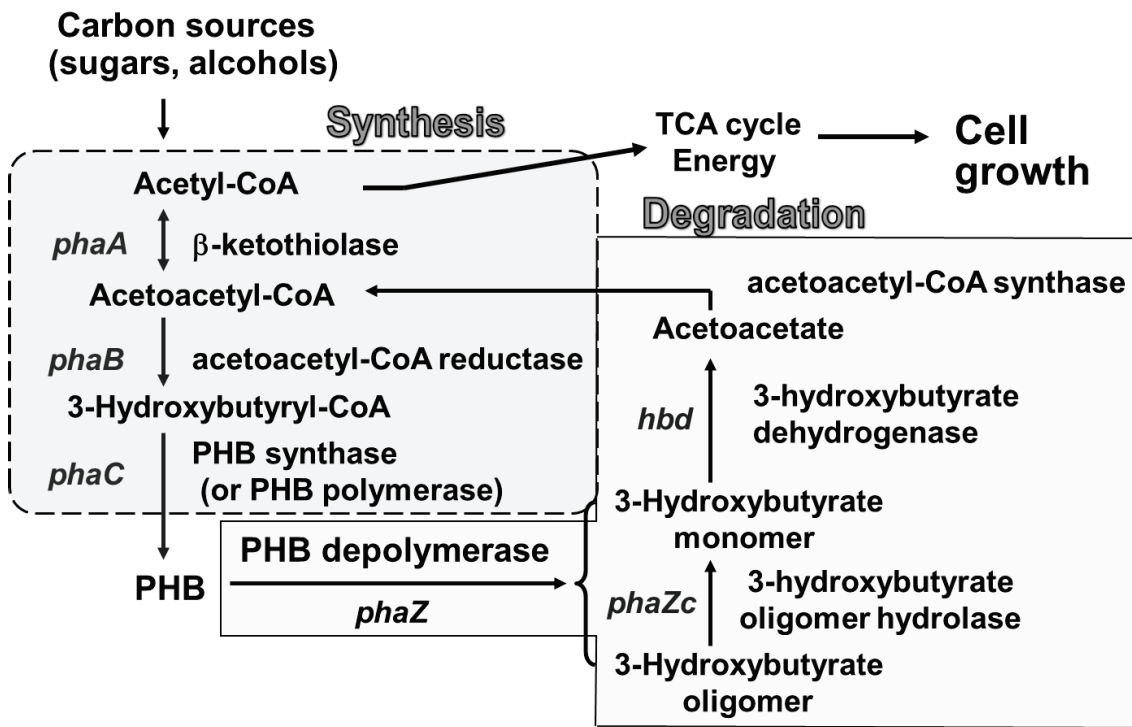 Carbon sources
(sugars, alcohols)
Synthesis
TCA cycle
Energy
Cell
growth
Acetyl-CoA
Degradation
phaA
β-ketothiolase
Acetoacetyl-CoA
acetoacetyl-CoA synthase
Acetoacetate
phaB
acetoacetyl-CoA reductase
3-Hydroxybutyryl-CoA
hbd
3-hydroxybutyrate
dehydrogenase
phaC
PHB synthase
(or PHB polymerase)
3-Hydroxybutyrate
monomer
PHB depolymerase
PHB
phaZ
phaZc
3-hydroxybutyrate
oligomer hydrolase
3-Hydroxybutyrate
oligomer